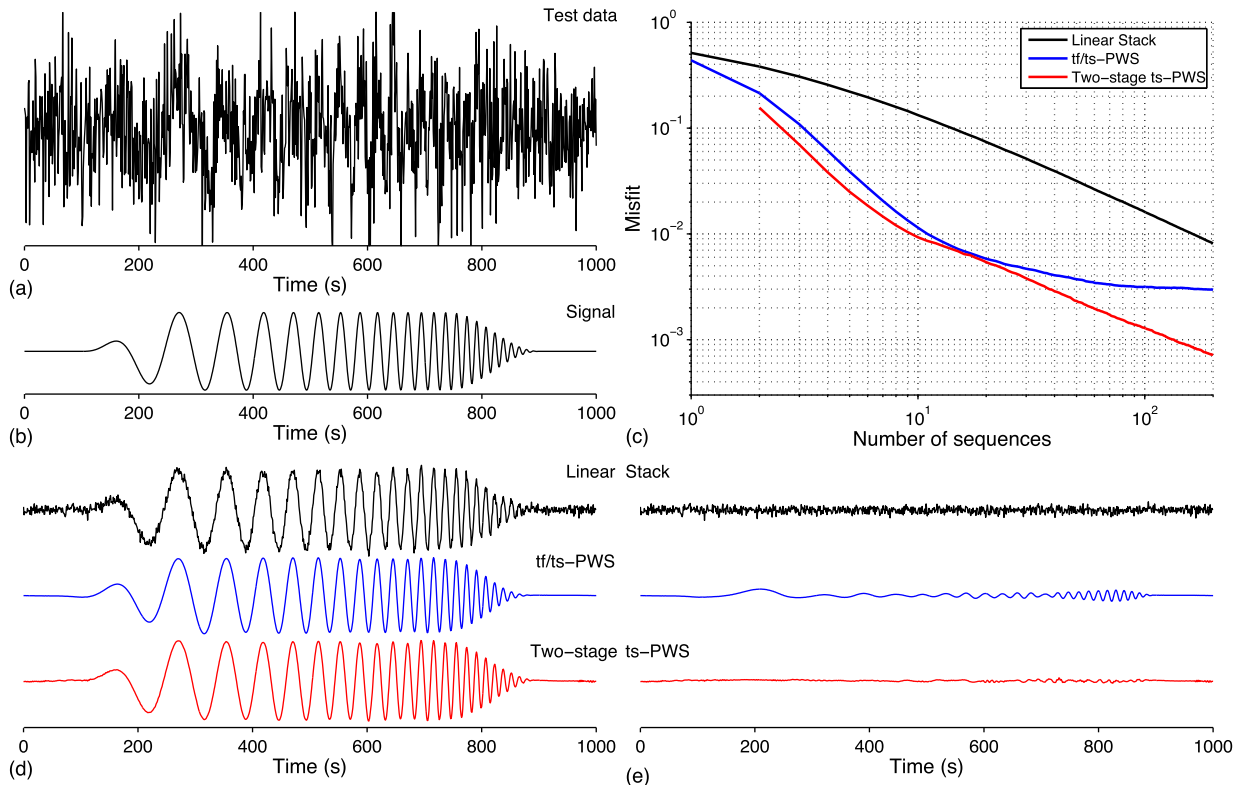 Test data
0 200 400 600 800 1000
Time (s)
(a)
Signal
0 200 400 600 800 1000
Time (s)
(b)
Linear Stack
tf/ts−PWS
Two−stage ts−PWS
10^0
10^-1
10^-2
10^-3
Misfit
10^0 10^1 10^2
Number of sequences
(c)
Linear Stack
tf/ts−PWS
Two−stage ts−PWS
0 200 400 600 800 1000
Time (s)
(d)
0 200 400 600 800 1000
Time (s)
(e)